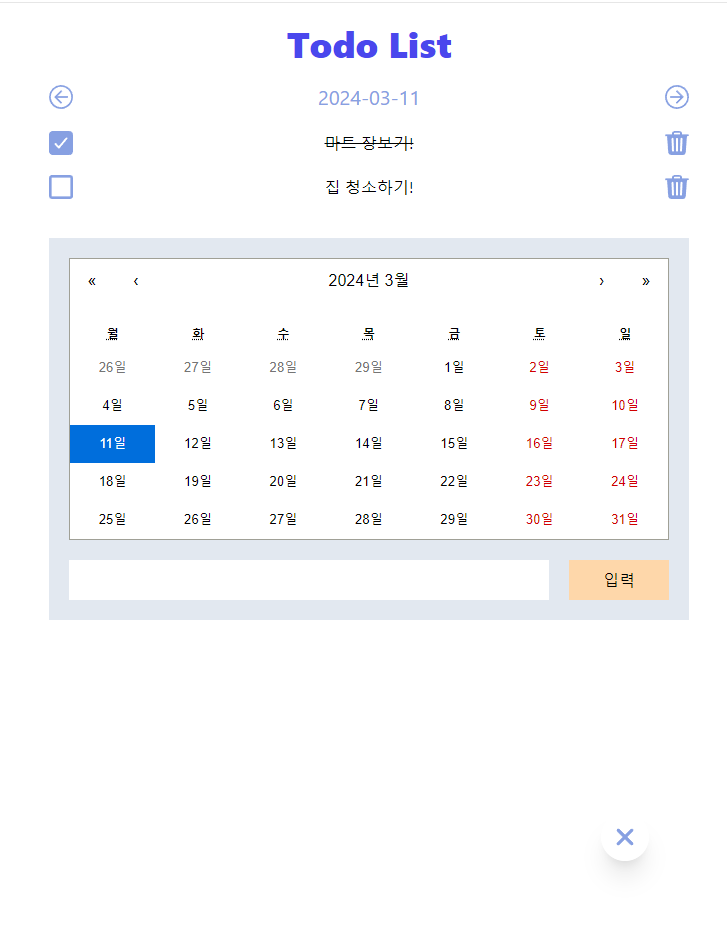 Todo List
2024-03-11
마트 장보기!
집 청소하기!
« ‹ 2024년 3월 › »
월 화 수 목 금 토 일
26일 27일 28일 29일 1일 2일 3일
4일 5일 6일 7일 8일 9일 10일
11일 12일 13일 14일 15일 16일 17일
18일 19일 20일 21일 22일 23일 24일
25일 26일 27일 28일 29일 30일 31일
입력